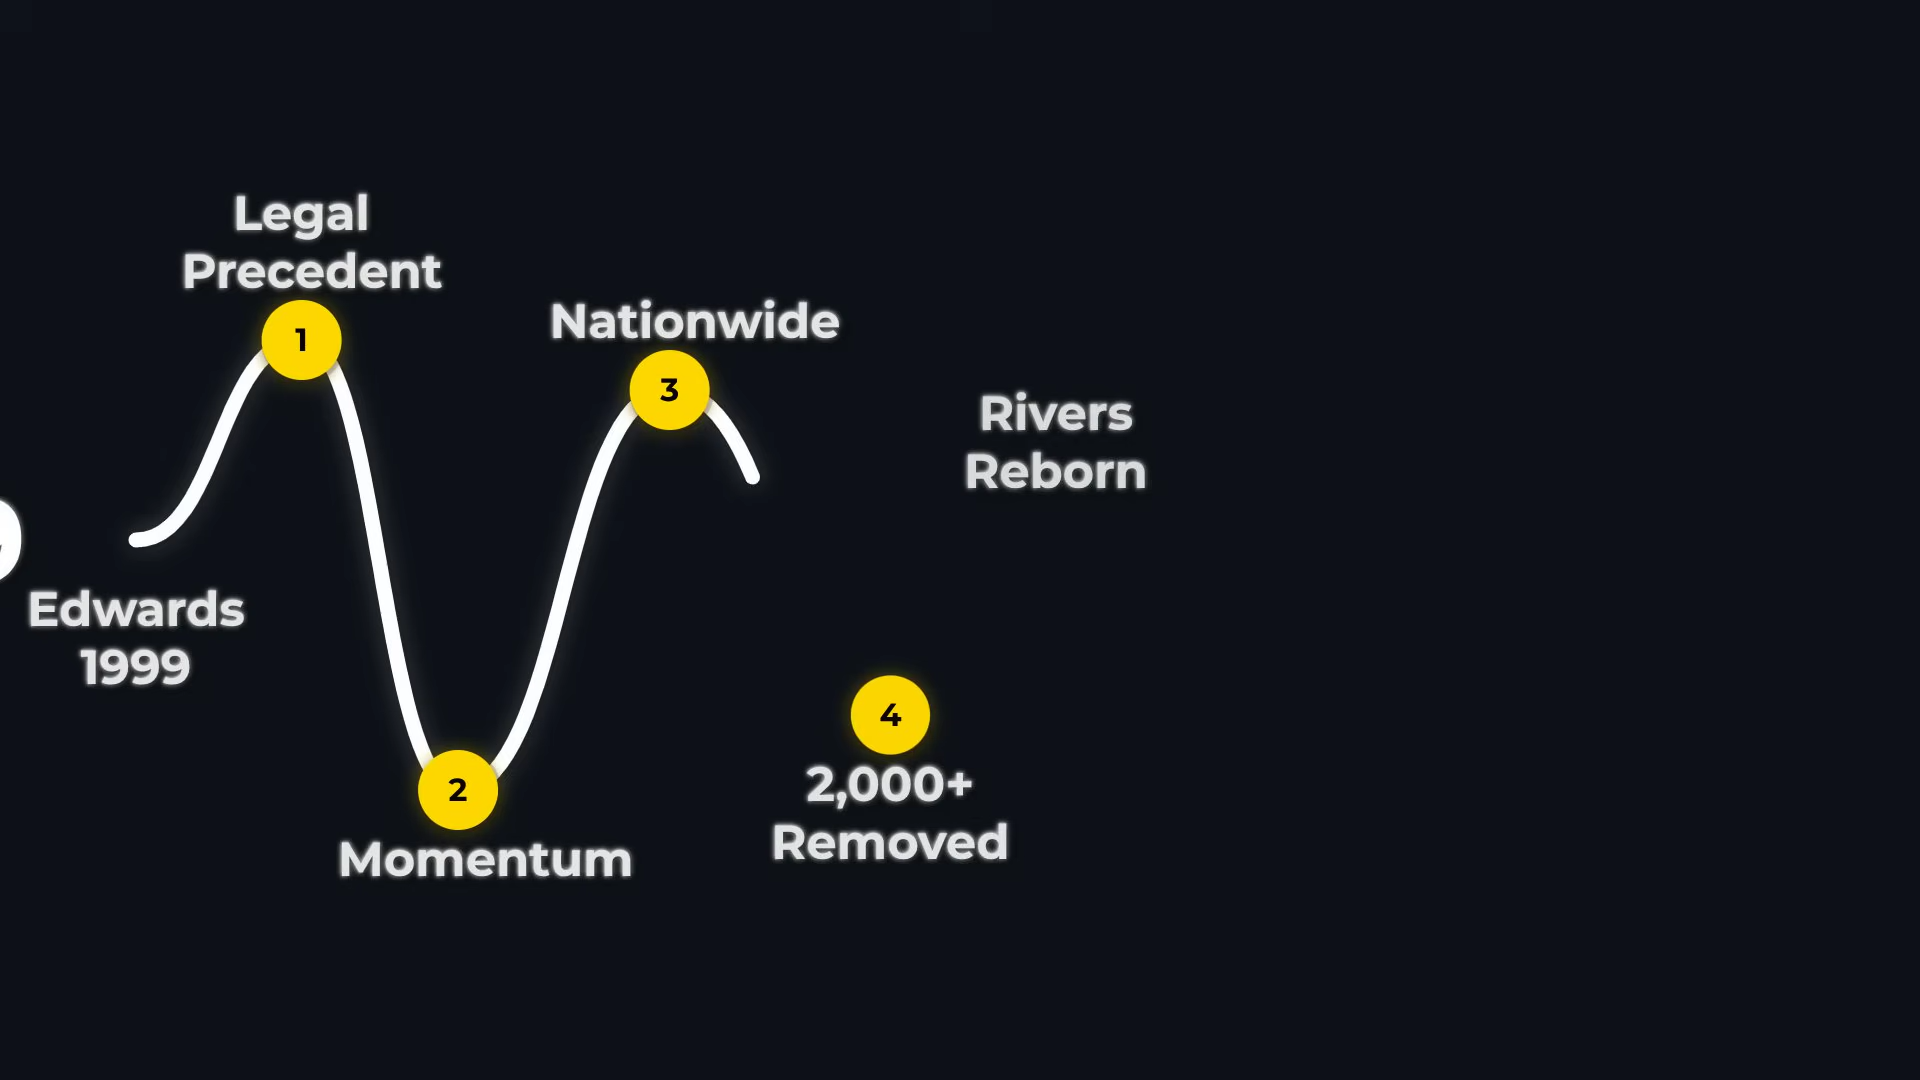 Legal
Precedent
1
Nationwide
3
Rivers
Reborn
Edwards
1999
4
2,000+
Removed
2
Momentum